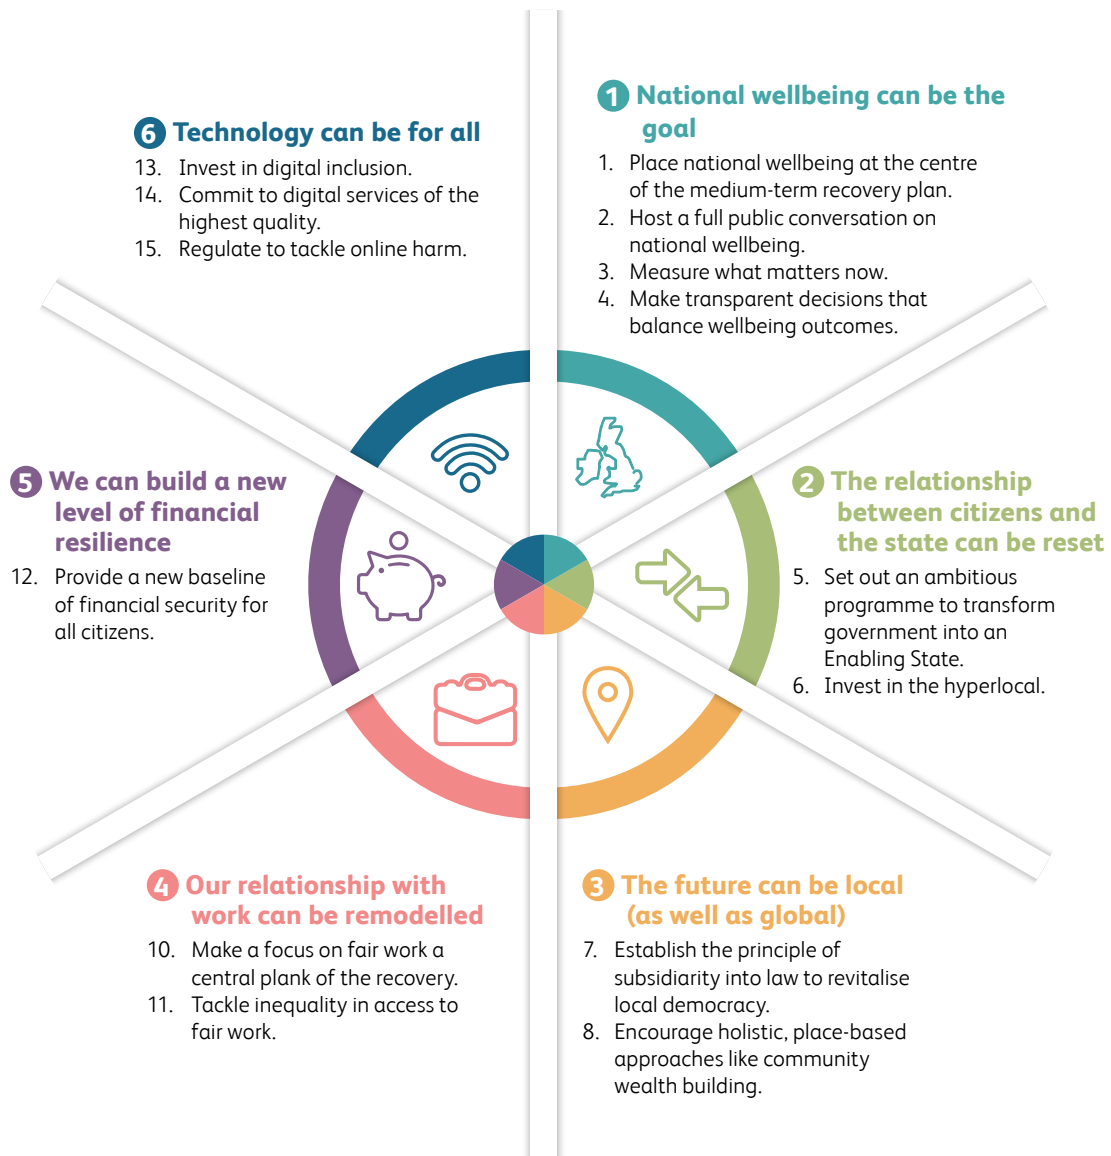 1 National wellbeing can be the
goal
1. Place national wellbeing at the centre
of the medium-term recovery plan.
2. Host a full public conversation on
national wellbeing.
3. Measure what matters now.
4. Make transparent decisions that
balance wellbeing outcomes.
2 The relationship
between citizens and
the state can be reset
5. Set out an ambitious
programme to transform
government into an
Enabling State.
6. Invest in the hyperlocal.
3 The future can be local
(as well as global)
7. Establish the principle of
subsidiarity into law to revitalise
local democracy.
8. Encourage holistic, place-based
approaches like community
wealth building.
4 Our relationship with
work can be remodelled
10. Make a focus on fair work a
central plank of the recovery.
11. Tackle inequality in access to
fair work.
5 We can build a new
level of financial
resilience
12. Provide a new baseline
of financial security for
all citizens.
6 Technology can be for all
13. Invest in digital inclusion.
14. Commit to digital services of the
highest quality.
15. Regulate to tackle online harm.